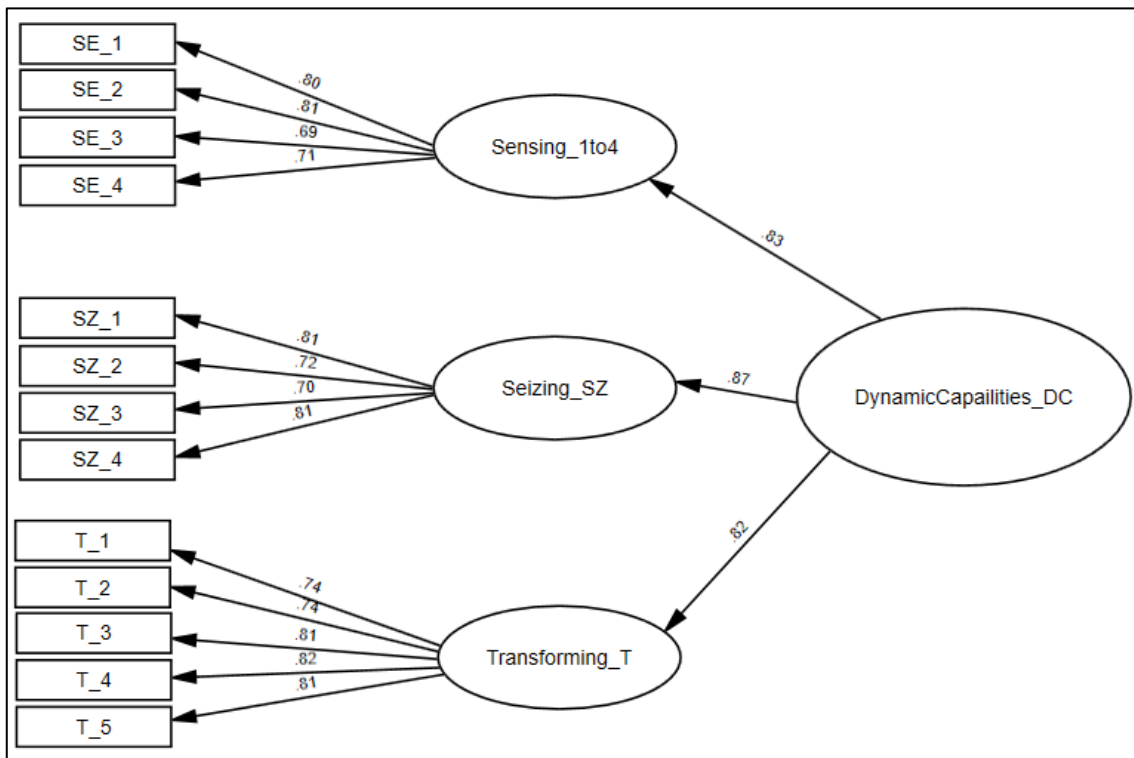 SE_1
SE_2
SE_3
SE_4
.80
.81
.69
.71
Sensing_1to4
.83
SZ_1
SZ_2
SZ_3
SZ_4
.81
.72
.70
.81
Seizing_SZ
.87
DynamicCapailities_DC
T_1
T_2
T_3
T_4
T_5
.74
.74
.81
.82
.81
Transforming_T
.82